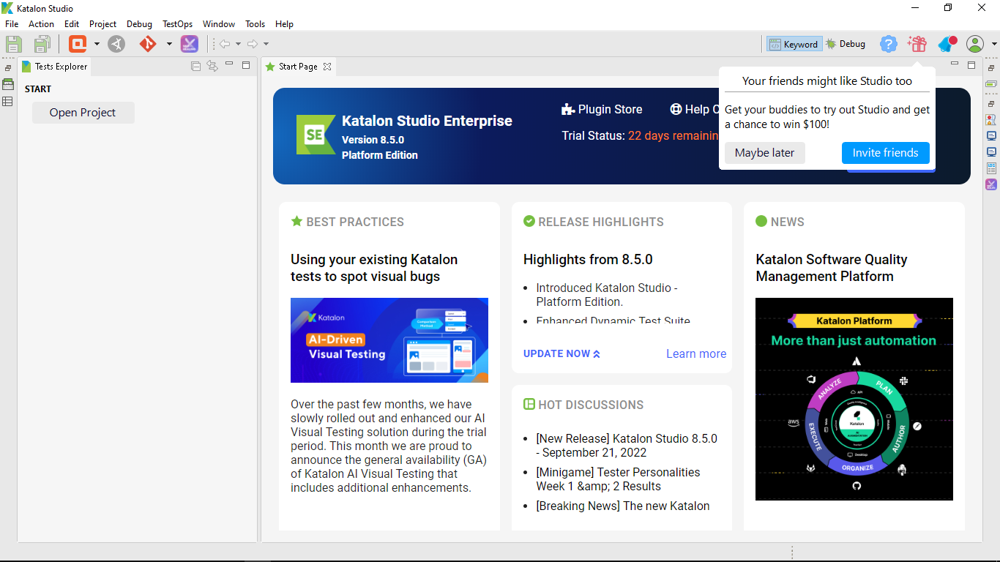 Katalon Studio
File Action Edit Project Debug TestOps Window Tools Help
Keyword Debug
Tests Explorer
Start Page
START
Open Project
SE
Katalon Studio Enterprise
Version 8.5.0
Platform Edition
Plugin Store
Help C
Trial Status: 22 days remainin
Your friends might like Studio too
Get your buddies to try out Studio and get
a chance to win $100!
Maybe later
Invite friends
BEST PRACTICES
Using your existing Katalon
tests to spot visual bugs
Katalon
AI-Driven
Visual Testing
Comparison
Method
Over the past few months, we have
slowly rolled out and enhanced our AI
Visual Testing solution during the trial
period. This month we are proud to
announce the general availability (GA)
of Katalon AI Visual Testing that
includes additional enhancements.
RELEASE HIGHLIGHTS
Highlights from 8.5.0
• Introduced Katalon Studio -
Platform Edition.
• Enhanced Dynamic Test Suite
UPDATE NOW
Learn more
HOT DISCUSSIONS
• [New Release] Katalon Studio 8.5.0
- September 21, 2022
• [Minigame] Tester Personalities
Week 1 &amp; 2 Results
• [Breaking News] The new Katalon
NEWS
Katalon Software Quality
Management Platform
Katalon Platform
More than just automation
ANALYZE
PLAN
AUTHOR
ORGANIZE
EXECUTE
API
Mobile
Desktop
Web
Katalon
aws
LOG